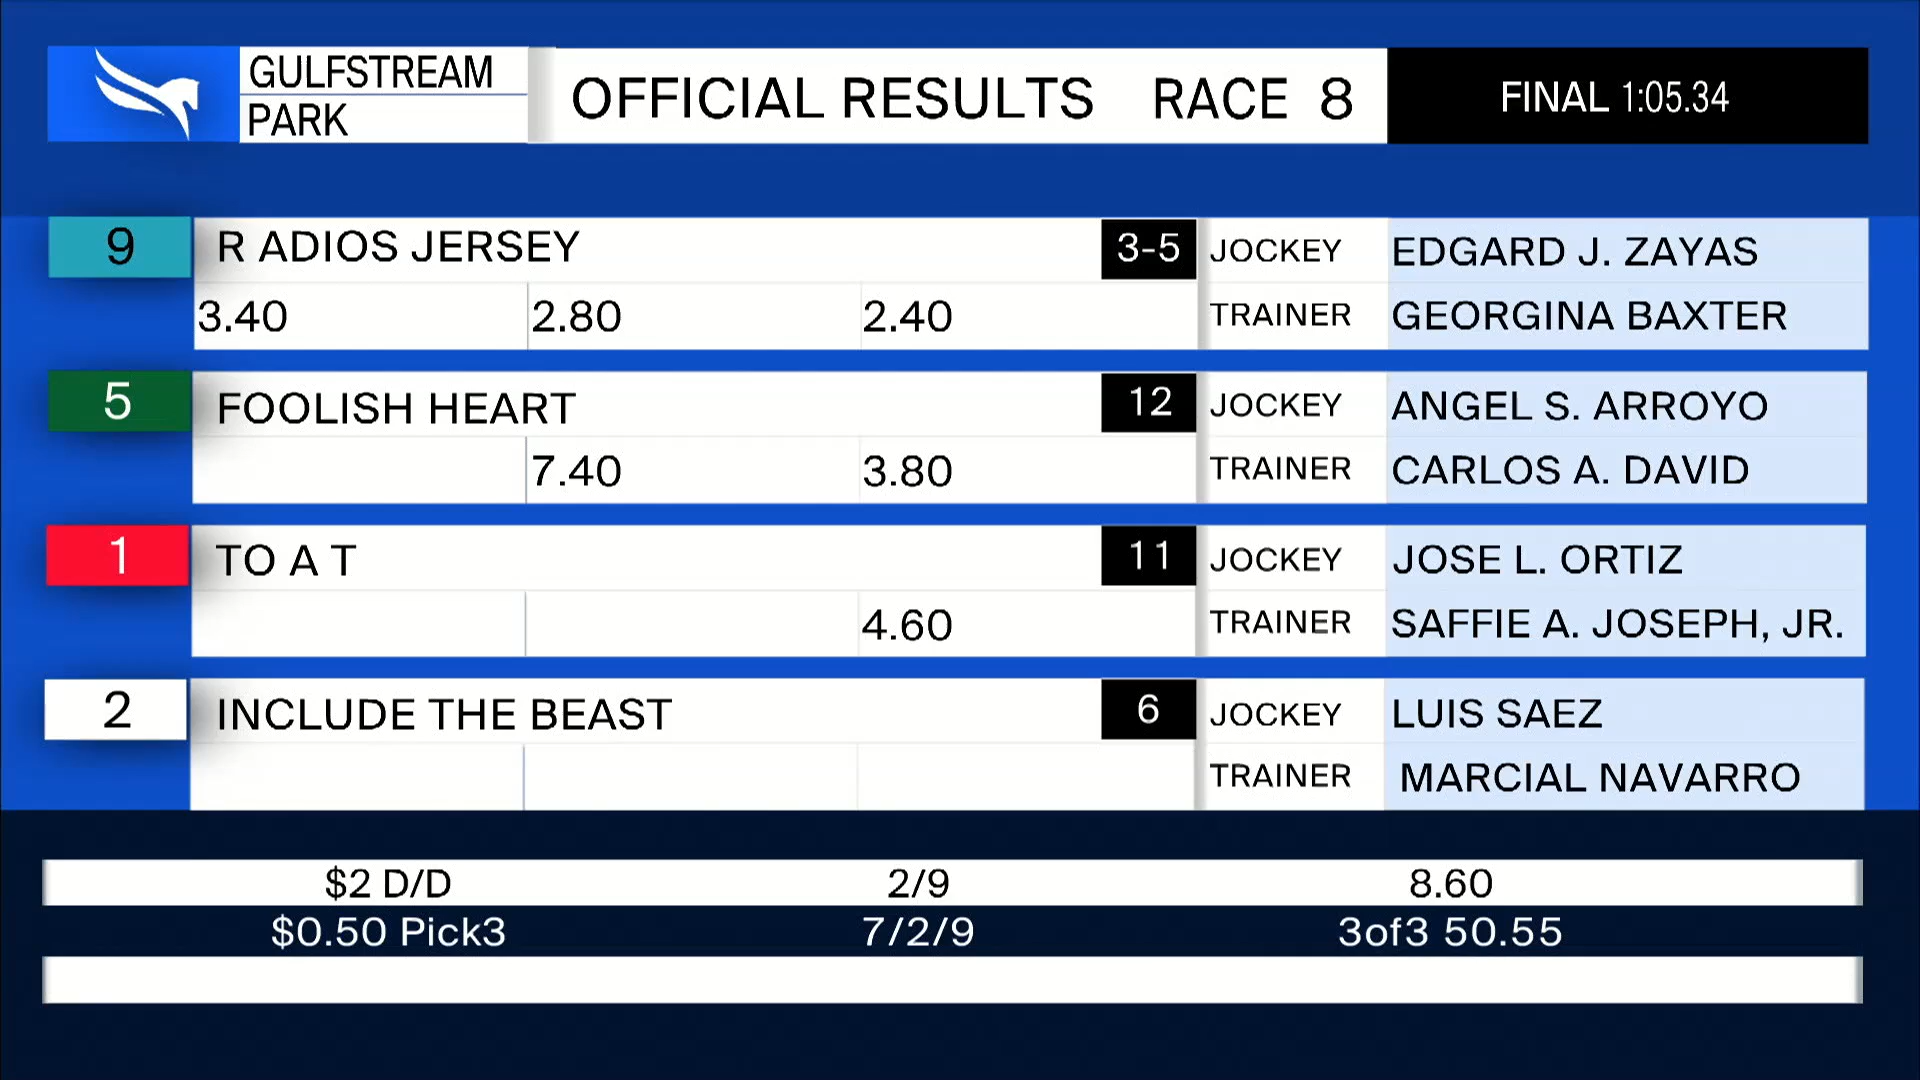 GULFSTREAM
PARK
OFFICIAL RESULTS RACE 8
FINAL 1:05.34
9 R ADIOS JERSEY 3-5 JOCKEY EDGARD J. ZAYAS
3.40 2.80 2.40 TRAINER GEORGINA BAXTER
5 FOOLISH HEART 12 JOCKEY ANGEL S. ARROYO
7.40 3.80 TRAINER CARLOS A. DAVID
1 TO A T 11 JOCKEY JOSE L. ORTIZ
4.60 TRAINER SAFFIE A. JOSEPH, JR.
2 INCLUDE THE BEAST 6 JOCKEY LUIS SAEZ
TRAINER MARCIAL NAVARRO
$2 D/D 2/9 8.60
$0.50 Pick3 7/2/9 3of3 50.55